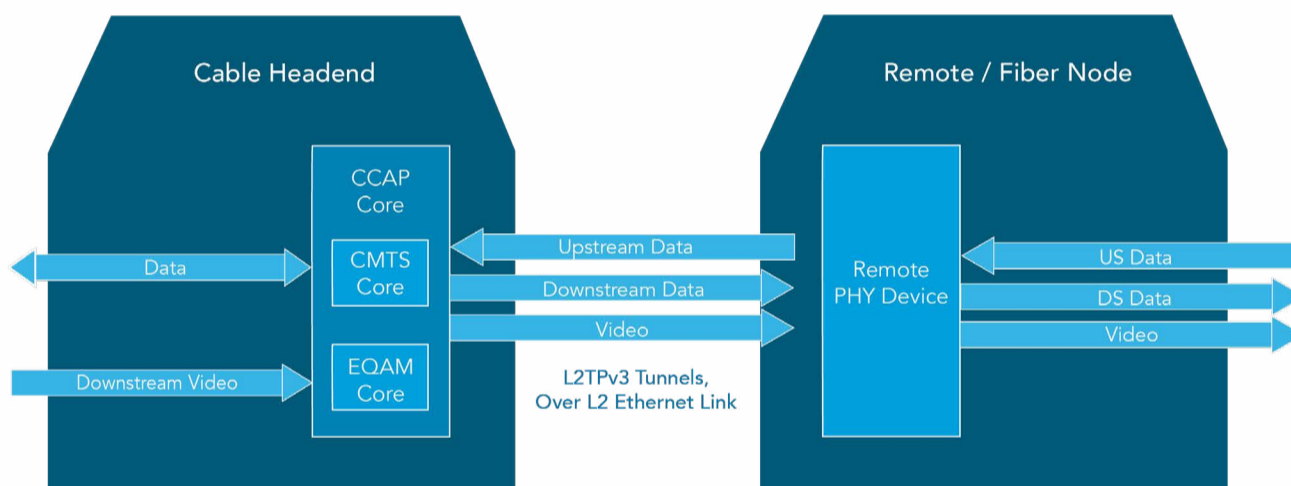 Cable Headend
CCAP
Core
CMTS
Core
EQAM
Core
Data
Downstream Video
Upstream Data
Downstream Data
Video
L2TPv3 Tunnels,
Over L2 Ethernet Link
Remote / Fiber Node
Remote
PHY Device
US Data
DS Data
Video